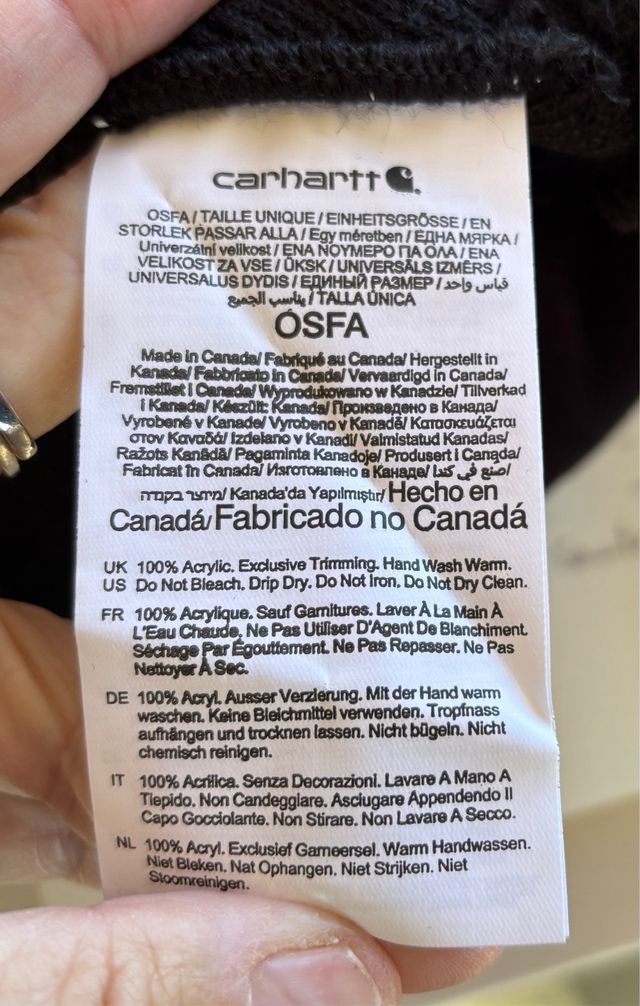 carhartt
OSFA / TAILLE UNIQUE / EINHEITSGRÖSSE / EN
STORLEK PASSAR ALLA / Egy méretben / ЕДНА МЯРКА /
Univerzální velikost / ΕΝΑ ΝΟΥΜΕΡΟ ΓΙΑ ΟΛΑ / ENA
VELIKOST ZA VSE / ÜKSK / UNIVERSĀLS IZMĒRS /
UNIVERSALUS DYDIS / ЕДИНЫЙ РАЗМЕР / قياس واحد
يناسب الجميع / TALLA ÚNICA
OSFA
Made in Canada/ Fabriqué au Canada/ Hergestellt in
Kanada/ Fabbricato in Canada/ Vervaardigd in Canada/
Fremstillet i Canada/ Wyprodukowano w Kanadzie/ Tillverkad
i Kanada/ Készült: Kanada/ Произведено в Канада/
Vyrobené v Kanade/ Vyrobeno v Kanadě/ Κατασκευάζεται
στον Καναδά/ Izdelano v Kanadi/ Valmistatud Kanadas/
Ražots Kanādā/ Pagaminta Kanadoje/ Produsert i Canada/
Fabricat în Canada/ Изготовлено в Канаде/ صنع في كندا/
מיוצר בקנדה/ Kanada'da Yapılmıştır/ Hecho en
Canadá/ Fabricado no Canadá
UK 100% Acrylic. Exclusive Trimming. Hand Wash Warm.
US Do Not Bleach. Drip Dry. Do Not Iron. Do Not Dry Clean.
FR 100% Acrylique. Sauf Garnitures. Laver À La Main À
L'Eau Chaude. Ne Pas Utiliser D'Agent De Blanchiment.
Séchage Par Égouttement. Ne Pas Repasser. Ne Pas
Nettoyer À Sec.
DE 100% Acryl. Ausser Verzierung. Mit der Hand warm
waschen. Keine Bleichmittel verwenden. Tropfnass
aufhängen und trocknen lassen. Nicht bügeln. Nicht
chemisch reinigen.
IT 100% Acrilica. Senza Decorazioni. Lavare A Mano A
Tiepido. Non Candeggiare. Asciugare Appendendo Il
Capo Gocciolante. Non Stirare. Non Lavare A Secco.
NL 100% Acryl. Exclusief Garneersel. Warm Handwassen.
Niet Bleken. Nat Ophangen. Niet Strijken. Niet
Stoomreinigen.